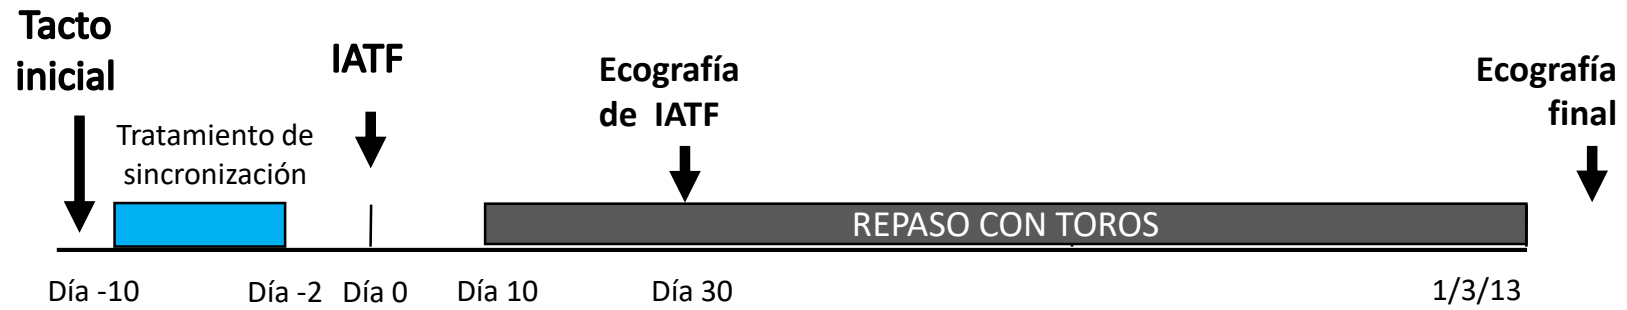 Tacto
inicial
IATF
Ecografía
de IATF
Ecografía
final
Tratamiento de
sincronización
REPASO CON TOROS
Día -10
Día -2
Día 0
Día 10
Día 30
1/3/13